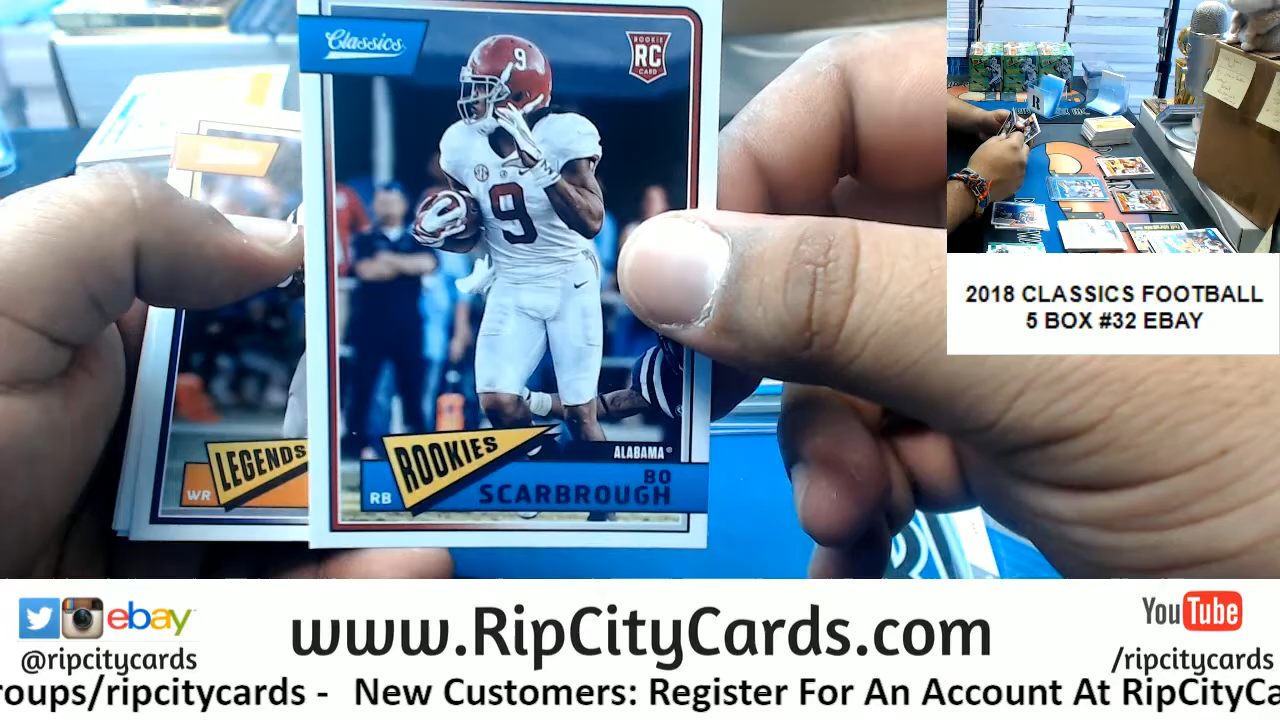 Classics
ROOKIE
RC
CARD
9
9
LEGENDS
WR
ROOKIES
ALABAMA
RB
BO
SCARBROUGH
2018 CLASSICS FOOTBALL
5 BOX #32 EBAY
ebay
@ripcitycards
www.RipCityCards.com
YouTube
/ripcitycards
roups/ripcitycards - New Customers: Register For An Account At RipCityCa